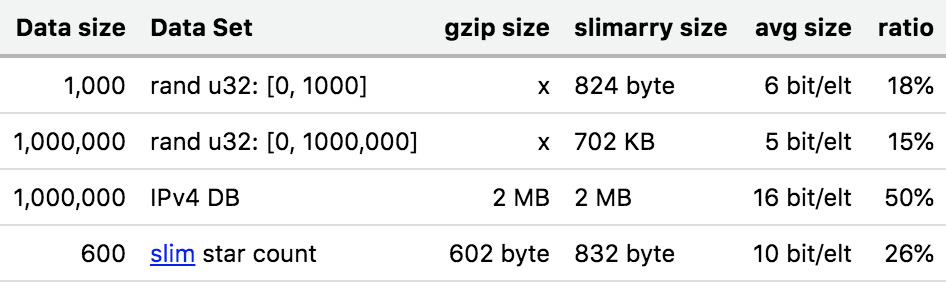 Data size Data Set gzip size slimarry size avg size ratio
1,000 rand u32: [0, 1000] x 824 byte 6 bit/elt 18%
1,000,000 rand u32: [0, 1000,000] x 702 KB 5 bit/elt 15%
1,000,000 IPv4 DB 2 MB 2 MB 16 bit/elt 50%
600 slim star count 602 byte 832 byte 10 bit/elt 26%